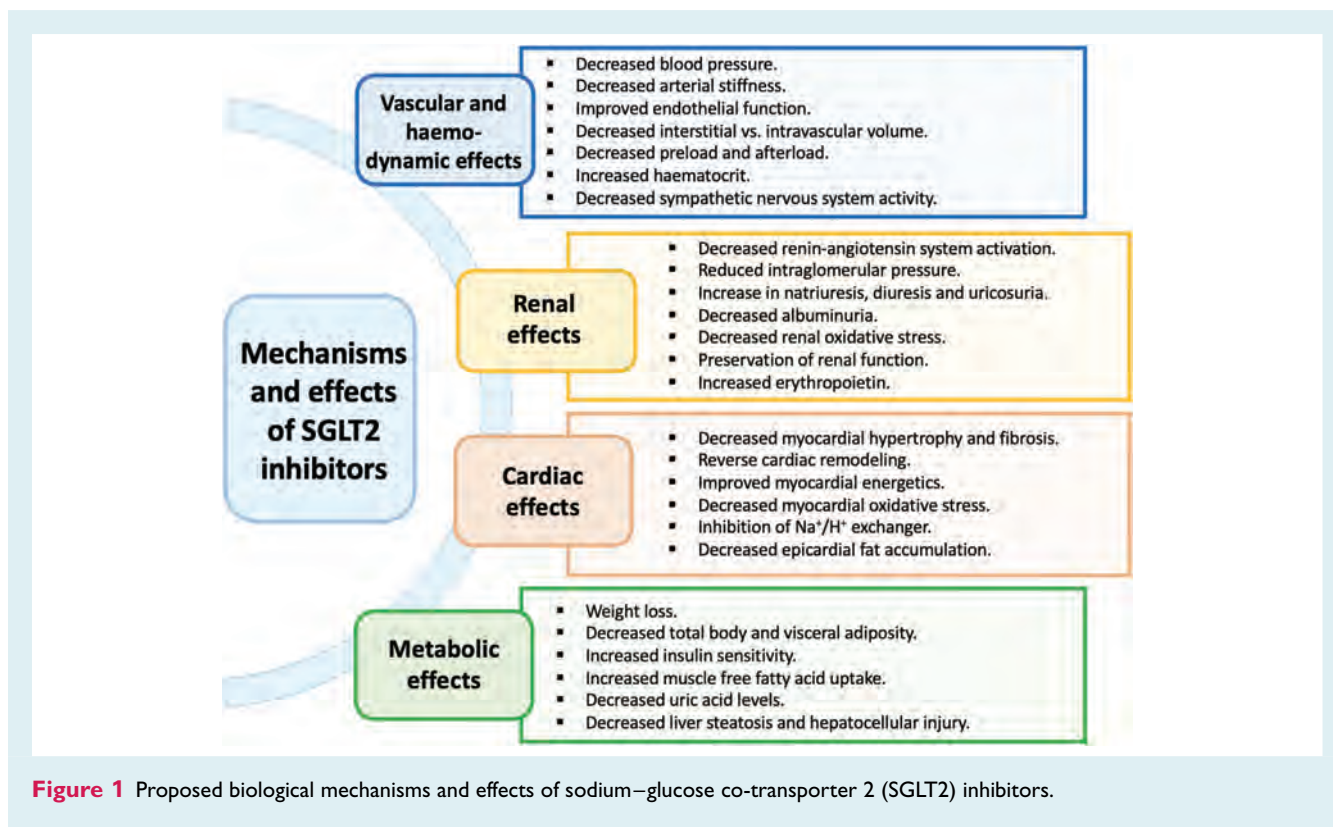 Mechanisms
and effects
of SGLT2
inhibitors
Vascular and
haemo-
dynamic effects
▪ Decreased blood pressure.
▪ Decreased arterial stiffness.
▪ Improved endothelial function.
▪ Decreased interstitial vs. intravascular volume.
▪ Decreased preload and afterload.
▪ Increased haematocrit.
▪ Decreased sympathetic nervous system activity.
Renal
effects
▪ Decreased renin-angiotensin system activation.
▪ Reduced intraglomerular pressure.
▪ Increase in natriuresis, diuresis and uricosuria.
▪ Decreased albuminuria.
▪ Decreased renal oxidative stress.
▪ Preservation of renal function.
▪ Increased erythropoietin.
Cardiac
effects
▪ Decreased myocardial hypertrophy and fibrosis.
▪ Reverse cardiac remodeling.
▪ Improved myocardial energetics.
▪ Decreased myocardial oxidative stress.
▪ Inhibition of Na⁺/H⁺ exchanger.
▪ Decreased epicardial fat accumulation.
Metabolic
effects
▪ Weight loss.
▪ Decreased total body and visceral adiposity.
▪ Increased insulin sensitivity.
▪ Increased muscle free fatty acid uptake.
▪ Decreased uric acid levels.
▪ Decreased liver steatosis and hepatocellular injury.
Figure 1 Proposed biological mechanisms and effects of sodium–glucose co-transporter 2 (SGLT2) inhibitors.